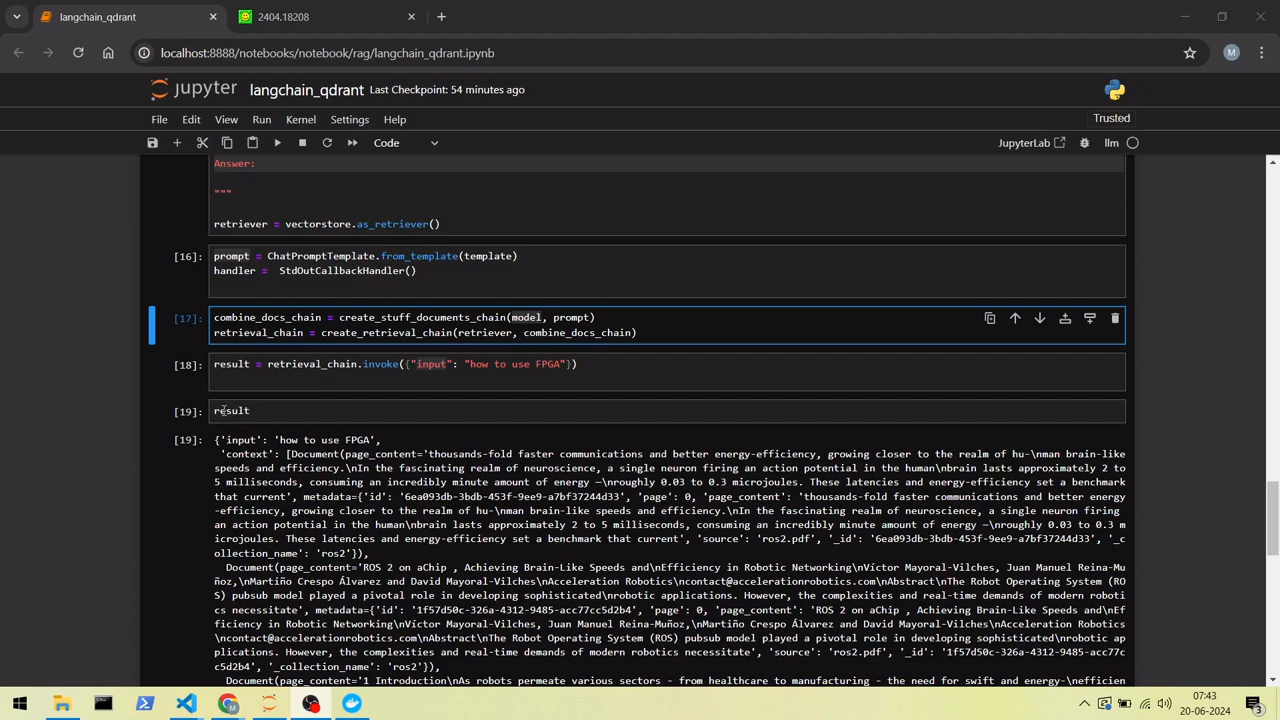 langchain_qdrant
2404.18208
localhost:8888/notebooks/notebook/rag/langchain_qdrant.ipynb
M
jupyter langchain_qdrant Last Checkpoint: 54 minutes ago
File Edit View Run Kernel Settings Help
Trusted
Code
JupyterLab
llm
Answer:
"""
retriever = vectorstore.as_retriever()
[16]:
prompt = ChatPromptTemplate.from_template(template)
handler =  StdOutCallbackHandler()
[17]:
combine_docs_chain = create_stuff_documents_chain(model, prompt)
retrieval_chain = create_retrieval_chain(retriever, combine_docs_chain)
[18]:
result = retrieval_chain.invoke({"input": "how to use FPGA"})
[19]:
result
[19]:
{'input': 'how to use FPGA',
'context': [Document(page_content='thousands-fold faster communications and better energy-efficiency, growing closer to the realm of hu-\nman brain-like
speeds and efficiency.\nIn the fascinating realm of neuroscience, a single neuron firing an action potential in the human\nbrain lasts approximately 2 to
5 milliseconds, consuming an incredibly minute amount of energy —\nroughly 0.03 to 0.3 microjoules. These latencies and energy-efficiency set a benchmark
that current', metadata={'id': '6ea093db-3bdb-453f-9ee9-a7bf37244d33', 'page': 0, 'page_content': 'thousands-fold faster communications and better energy
-efficiency, growing closer to the realm of hu-\nman brain-like speeds and efficiency.\nIn the fascinating realm of neuroscience, a single neuron firing
an action potential in the human\nbrain lasts approximately 2 to 5 milliseconds, consuming an incredibly minute amount of energy —\nroughly 0.03 to 0.3 m
icrojoules. These latencies and energy-efficiency set a benchmark that current', 'source': 'ros2.pdf', '_id': '6ea093db-3bdb-453f-9ee9-a7bf37244d33', '_c
ollection_name': 'ros2'}),
Document(page_content='ROS 2 on aChip , Achieving Brain-Like Speeds and\nEfficiency in Robotic Networking\nVíctor Mayoral-Vilches, Juan Manuel Reina-Mu
ñoz,\nMartiño Crespo Álvarez and David Mayoral-Vilches\nAcceleration Robotics\ncontact@accelerationrobotics.com\nAbstract\nThe Robot Operating System (RO
S) pubsub model played a pivotal role in developing sophisticated\nrobotic applications. However, the complexities and real-time demands of modern roboti
cs necessitate', metadata={'id': '1f57d50c-326a-4312-9485-acc77cc5d2b4', 'page': 0, 'page_content': 'ROS 2 on aChip , Achieving Brain-Like Speeds and\nEf
ficiency in Robotic Networking\nVíctor Mayoral-Vilches, Juan Manuel Reina-Muñoz,\nMartiño Crespo Álvarez and David Mayoral-Vilches\nAcceleration Robotics
\ncontact@accelerationrobotics.com\nAbstract\nThe Robot Operating System (ROS) pubsub model played a pivotal role in developing sophisticated\nrobotic ap
plications. However, the complexities and real-time demands of modern robotics necessitate', 'source': 'ros2.pdf', '_id': '1f57d50c-326a-4312-9485-acc77c
c5d2b4', '_collection_name': 'ros2'}),
Document(page_content='1 Introduction\nAs robots permeate various sectors - from healthcare to manufacturing - the need for swift and energy-\nefficien
07:43
20-06-2024
3